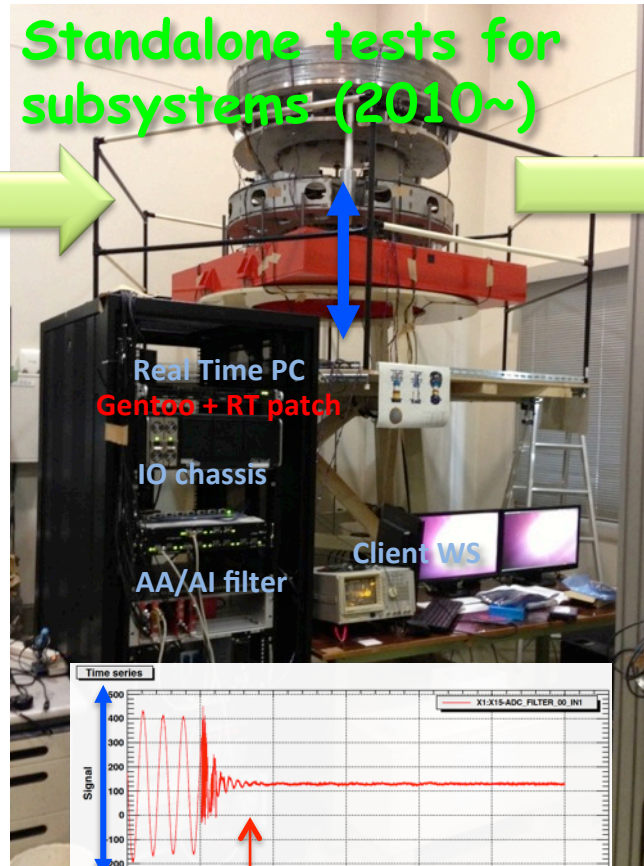 Standalone tests for
subsystems (2010~)
Real Time PC
Gentoo + RT patch
IO chassis
Client WS
AA/AI filter
Time series
X1:X15-ADC_FILTER_00_IN1
500
400
300
200
100
0
-100
Signal